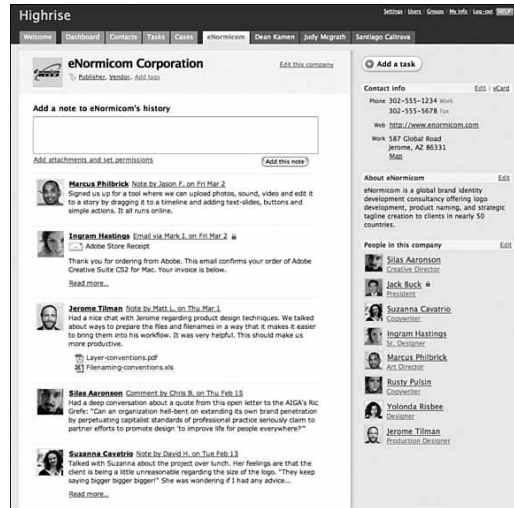 Highrise
Settings | Users | Groups | My info | Log-out HELP
Welcome Dashboard Contacts Tasks Cases eNormicom Dean Kamen Judy Mcgrath Santiago Caltrava
eNormicom Corporation
Edit this company
Publisher, Vendor, Add tags
Add a note to eNormicom's history
Add attachments and set permissions
Add this note
Marcus Philbrick Note by Jason F. on Fri Mar 2
Signed us up for a tool where we can upload photos, sound, video and edit it
to a story by dragging it to a timeline and adding text-slides, buttons and
simple actions. It all runs online.
Ingram Hastings Email via Mark I. on Fri Mar 2
Adobe Store Receipt
Thank you for ordering from Abobe. This email confirms your order of Adobe
Creative Suite CS2 for Mac. Your invoice is below.
Read more...
Jerome Tilman Note by Matt L. on Thu Mar 1
Had a nice chat with Jerome regarding product design techniques. We talked
about ways to prepare the files and filenames in a way that it makes it easier
to bring them into his workflow. It was very helpful. This should make us
more productive.
Layer-conventions.pdf
Filenaming-conventions.xls
Silas Aaronson Comment by Chris B. on Thu Feb 15
Had a deep conversation about a quote from this open letter to the AIGA's Ric
Grefe: "Can an organization hell-bent on extending its own brand penetration
by perpetuating capitalist standards of professional practice seriously claim to
partner efforts to promote design 'to improve life for people everywhere?'"
Suzanna Cavatrio Note by David H. on Tue Feb 13
Talked with Suzanna about the project over lunch. Her feelings are that the
client is being a little unreasonable regarding the size of the logo. "They keep
saying bigger bigger bigger!" She was wondering if I had any advice...
Read more...
Add a task
Contact info Edit | vCard
Phone 302-555-1234 Work
302-555-5678 Fax
Web http://www.enormicom.com
Work 587 Global Road
Jerome, AZ 86331
Map
About eNormicom Edit
eNormicom is a global brand identity
development consultancy offering logo
development, product naming, and strategic
tagline creation to clients in nearly 50
countries.
People in this company Edit
Silas Aaronson
Creative Director
Jack Buck
President
Suzanna Cavatrio
Copywriter
Ingram Hastings
Sr. Designer
Marcus Philbrick
Art Director
Rusty Pulsin
Copywriter
Yolonda Risbee
Designer
Jerome Tilman
Production Designer